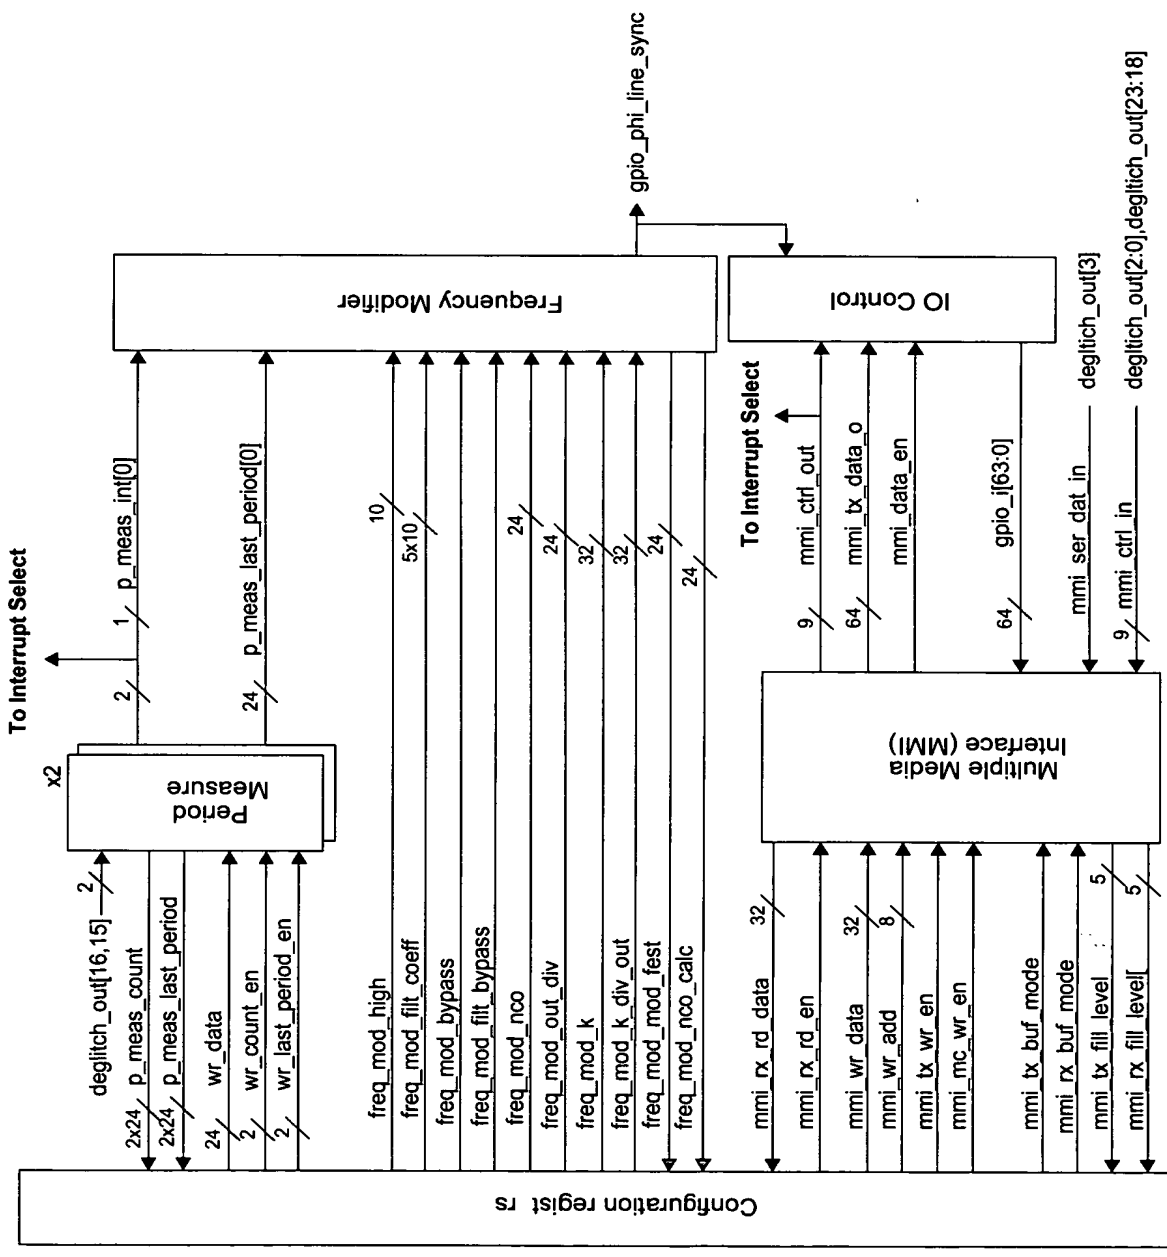 To Interrupt Select
x2
Period
Measure
deglitch_out[16,15]
2
p_meas_count
2x24
p_meas_last_period
2x24
wr_data
24
wr_count_en
2
wr_last_period_en
2
2
1
p_meas_int[0]
24
p_meas_last_period[0]
Frequency Modifier
gpio_phi_line_sync
freq_mod_high
10
freq_mod_filt_coeff
5x10
freq_mod_bypass
freq_mod_filt_bypass
freq_mod_nco
24
freq_mod_out_div
24
freq_mod_k
32
freq_mod_k_div_out
32
freq_mod_mod_fest
24
freq_mod_nco_calc
24
To Interrupt Select
IO Control
9
mmi_ctrl_out
64
mmi_tx_data_o
mmi_data_en
64
gpio_i[63:0]
mmi_ser_dat_in
degltich_out[3]
9
mmi_ctrl_in
degltich_out[2:0],degltich_out[23:18]
Multiple Media
Interface (MMI)
mmi_rx_rd_data
32
mmi_rx_rd_en
mmi_wr_data
32
mmi_wr_add
8
mmi_tx_wr_en
mmi_mc_wr_en
mmi_tx_buf_mode
mmi_rx_buf_mode
mmi_tx_fill_level
5
mmi_rx_fill_level[
5
Configuration regist rs